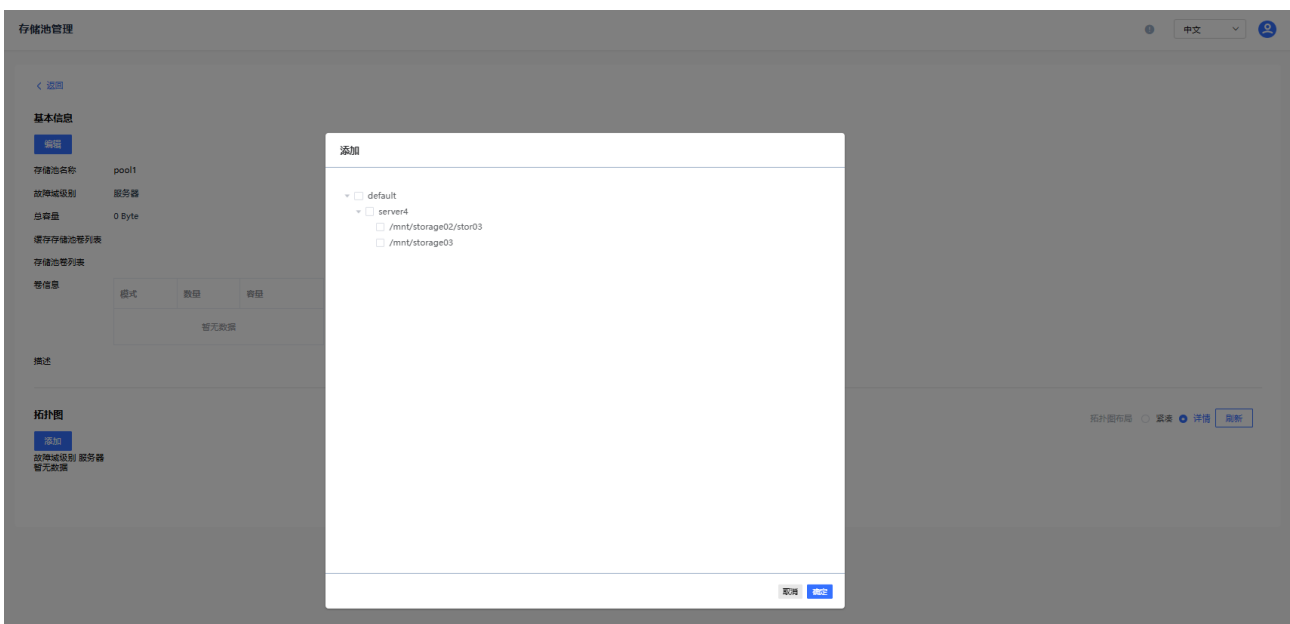 存储池管理
中文
返回
基本信息
编辑
存储池名称 pool1
故障域级别 服务器
总容量 0 Byte
缓存存储池卷列表
存储池卷列表
卷信息
模式 数量 容量
暂无数据
描述
拓扑图
拓扑图布局 紧凑 详情 刷新
添加
故障域级别 服务器
暂无数据
添加
default
server4
/mnt/storage02/stor03
/mnt/storage03
取消 确定